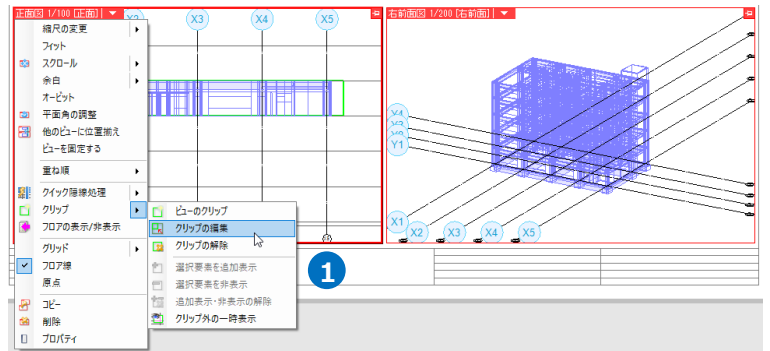 正面図 1/100 [正面] ▼
X2
X3
X4
X5
縮尺の変更
フィット
スクロール
余白
オービット
平面角の調整
他のビューに位置揃え
ビューを固定する
重ね順
クイック隠線処理
クリップ
フロアの表示/非表示
グリッド
フロア線
原点
コピー
削除
プロパティ
ビューのクリップ
クリップの編集
クリップの解除
選択要素を追加表示
選択要素を非表示
追加表示・非表示の解除
クリップ外の一時表示
1
右前面図 1/200 [右前面] ▼
X4
Y1
X1
X2
X3
X4
X5